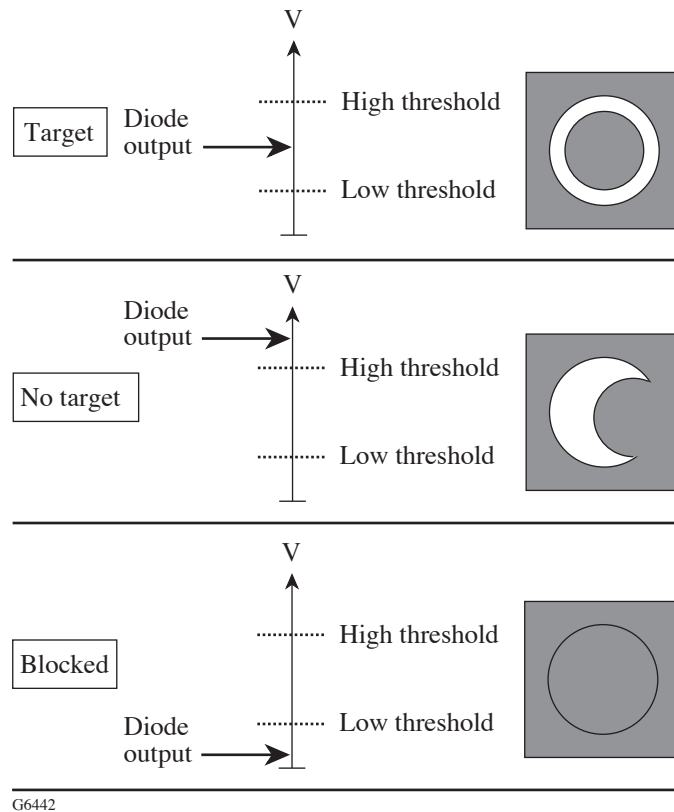 V
High threshold
Target
Diode
output
Low threshold
V
Diode
output
High threshold
No target
Low threshold
V
High threshold
Blocked
Low threshold
Diode
output
G6442